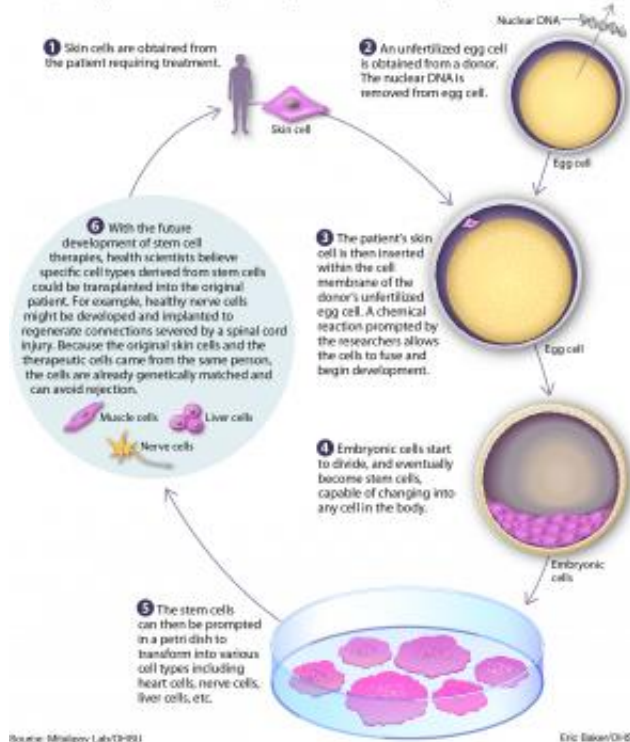 Nuclear DNA
1 Skin cells are obtained from
the patient requiring treatment.
Skin cell
2 An unfertilized egg cell
is obtained from a donor.
The nuclear DNA is
removed from egg cell.
Egg cell
3 The patient's skin
cell is then inserted
within the cell
membrane of the
donor's unfertilized
egg cell. A chemical
reaction prompted by
the researchers allows
the cells to fuse and
begin development.
Egg cell
4 Embryonic cells start
to divide, and eventually
become stem cells,
capable of changing into
any cell in the body.
Embryonic
cells
5 The stem cells
can then be prompted
in a petri dish to
transform into various
cell types including
heart cells, nerve cells,
liver cells, etc.
6 With the future
development of stem cell
therapies, health scientists believe
specific cell types derived from stem cells
could be transplanted into the original
patient. For example, healthy nerve cells
might be developed and implanted to
regenerate connections severed by a spinal cord
injury. Because the original skin cells and the
therapeutic cells came from the same person,
the cells are already genetically matched and
can avoid rejection.
Muscle cells
Liver cells
Nerve cells
Source: Mitalipov Lab/OHSU
Eric Baker/OHS